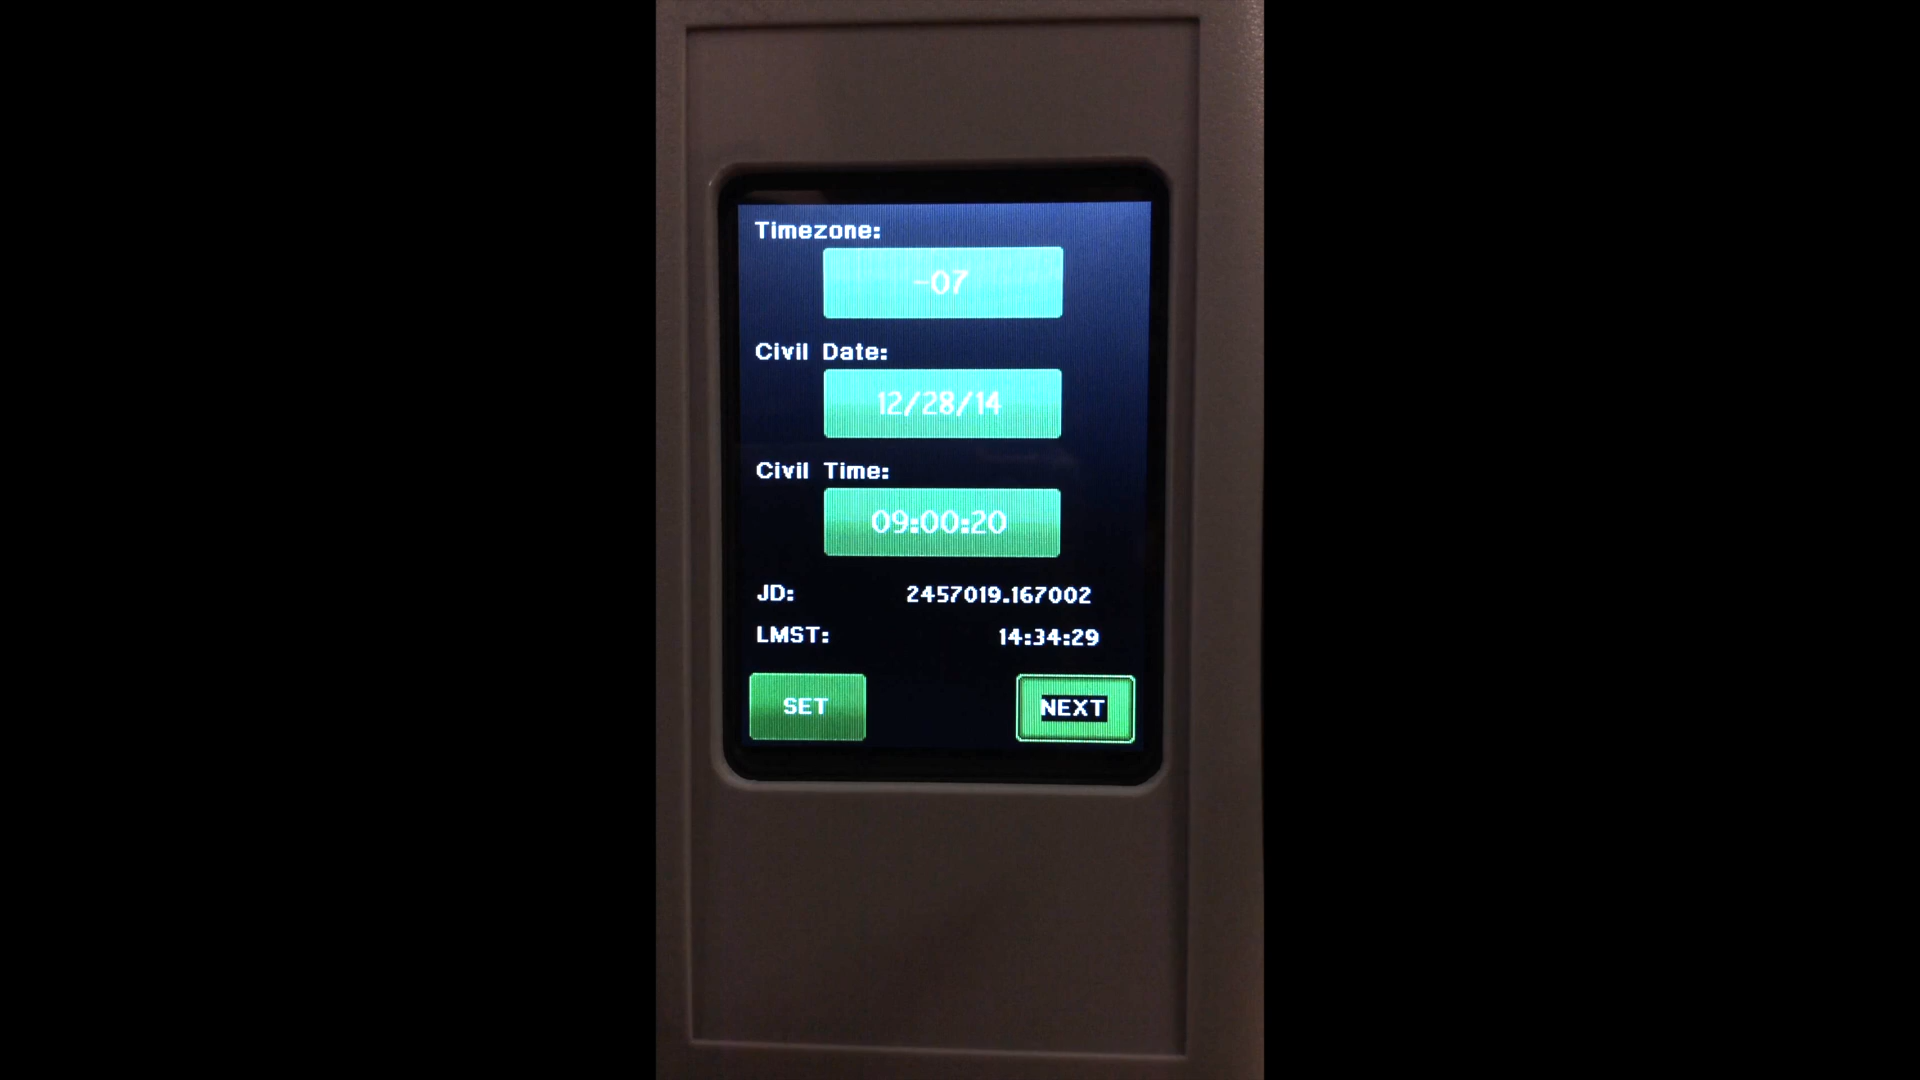 Timezone:
-07
Civil Date:
12/28/14
Civil Time:
09:00:20
JD: 2457019.167002
LMST: 14:34:29
SET NEXT